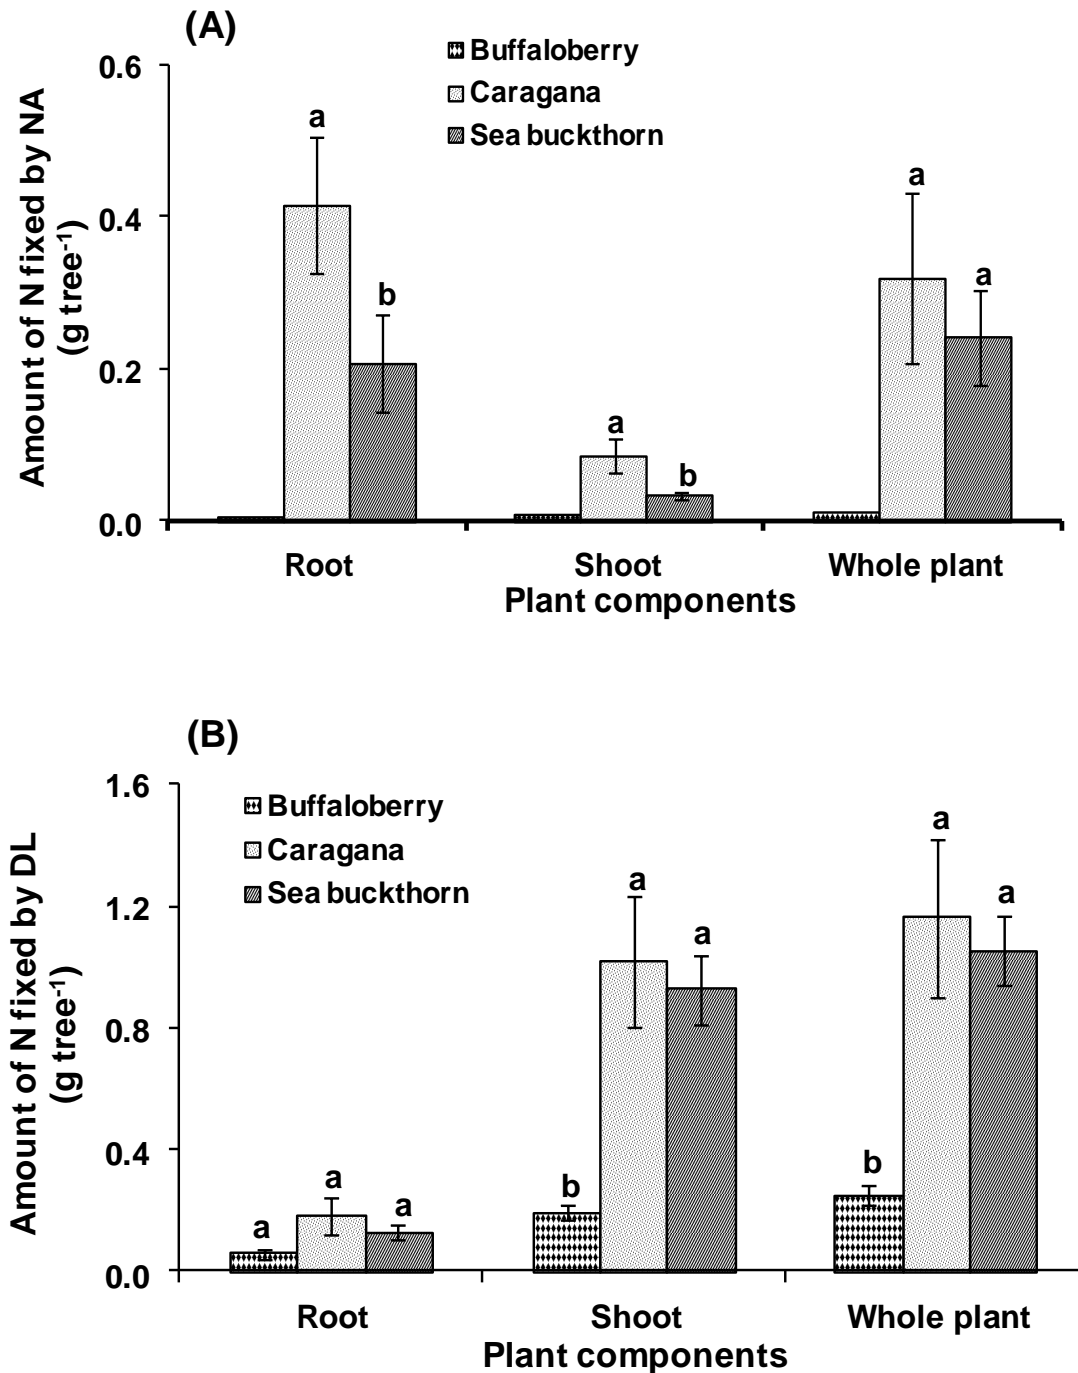 (A)
Buffaloberry
Caragana
Sea buckthorn
Amount of N fixed by NA
(g tree⁻¹)
0.6
0.4
0.2
0.0
a
b
a
b
a
a
Root Shoot Whole plant
Plant components
(B)
Buffaloberry
Caragana
Sea buckthorn
Amount of N fixed by DL
(g tree⁻¹)
1.6
1.2
0.8
0.4
0.0
a
a
a
b
a
a
b
a
a
Root Shoot Whole plant
Plant components